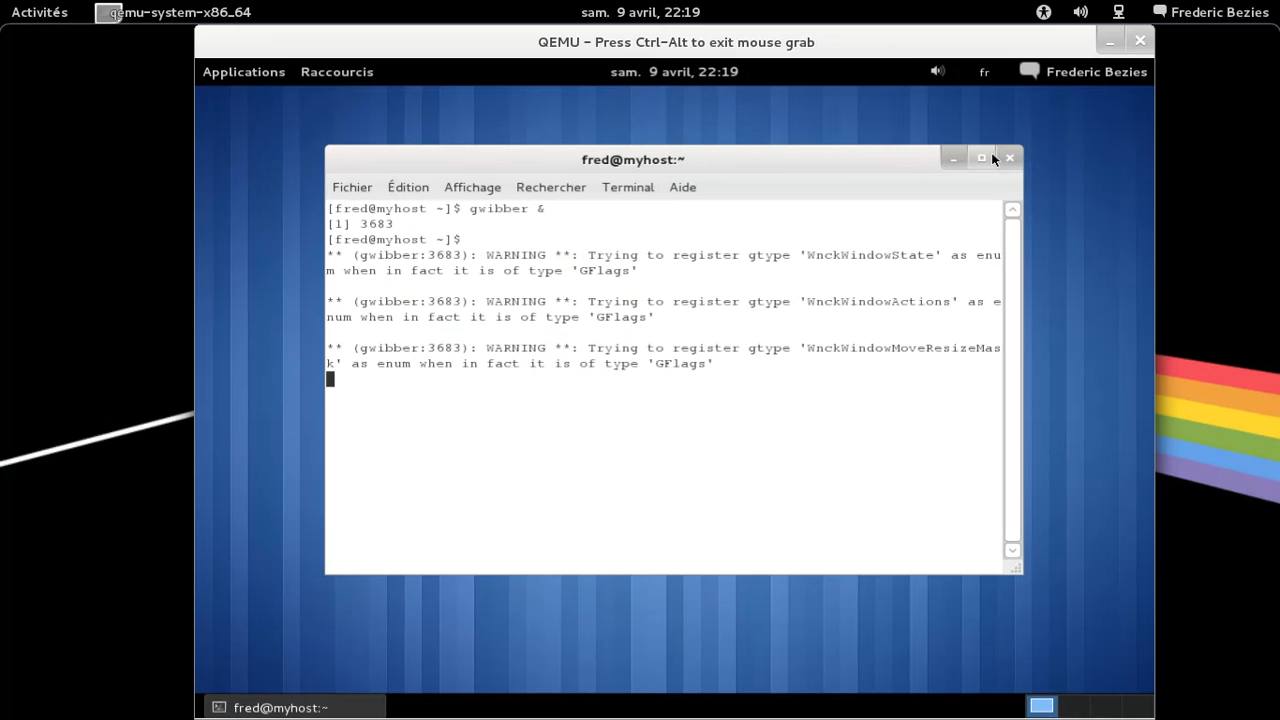 Activités qemu-system-x86_64 sam. 9 avril, 22:19 Frederic Bezies
QEMU - Press Ctrl-Alt to exit mouse grab
Applications Raccourcis sam. 9 avril, 22:19 fr Frederic Bezies
fred@myhost:~
Fichier Édition Affichage Rechercher Terminal Aide
[fred@myhost ~]$ gwibber &
[1] 3683
[fred@myhost ~]$
** (gwibber:3683): WARNING **: Trying to register gtype 'WnckWindowState' as enu
m when in fact it is of type 'GFlags'
** (gwibber:3683): WARNING **: Trying to register gtype 'WnckWindowActions' as e
num when in fact it is of type 'GFlags'
** (gwibber:3683): WARNING **: Trying to register gtype 'WnckWindowMoveResizeMas
k' as enum when in fact it is of type 'GFlags'
fred@myhost:~